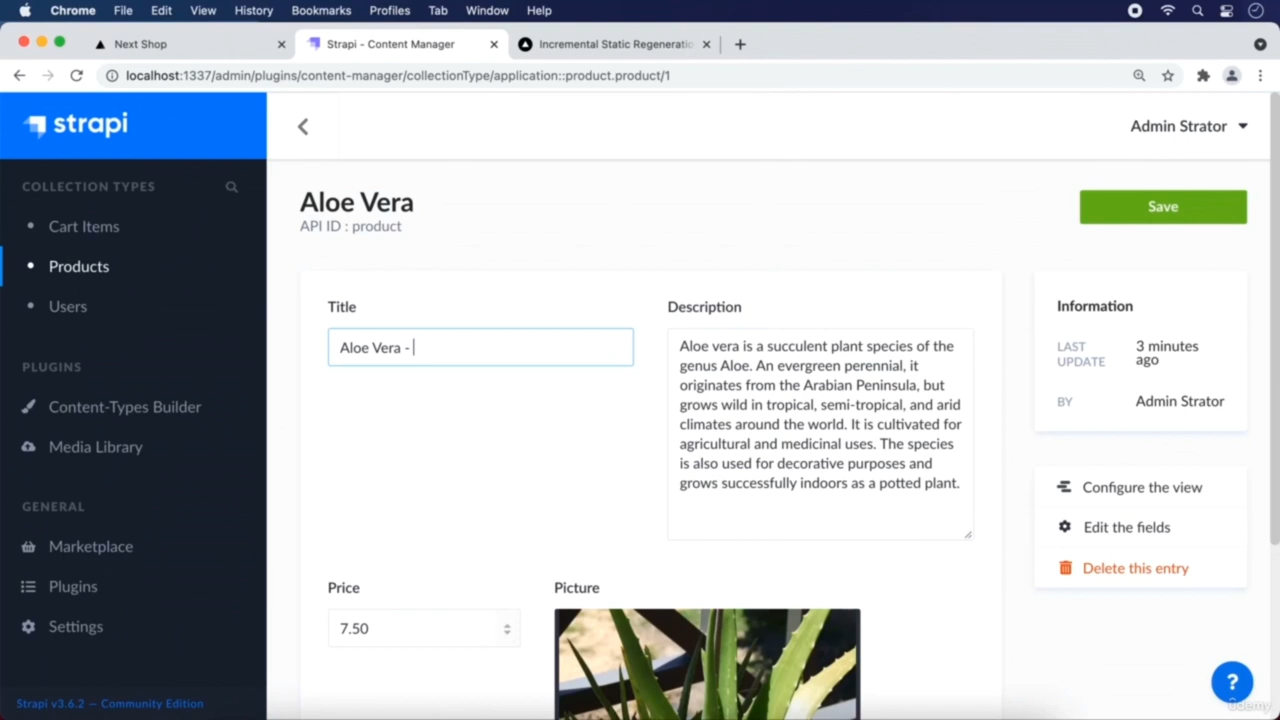 Chrome File Edit View History Bookmarks Profiles Tab Window Help
Next Shop
Strapi - Content Manager
Incremental Static Regeneratio
localhost:1337/admin/plugins/content-manager/collectionType/application::product.product/1
strapi
Admin Strator
COLLECTION TYPES
Cart Items
Products
Users
PLUGINS
Content-Types Builder
Media Library
GENERAL
Marketplace
Plugins
Settings
Strapi v3.6.2 — Community Edition
Aloe Vera
API ID : product
Save
Title
Aloe Vera -
Description
Aloe vera is a succulent plant species of the
genus Aloe. An evergreen perennial, it
originates from the Arabian Peninsula, but
grows wild in tropical, semi-tropical, and arid
climates around the world. It is cultivated for
agricultural and medicinal uses. The species
is also used for decorative purposes and
grows successfully indoors as a potted plant.
Price
7.50
Picture
Information
LAST UPDATE
3 minutes ago
BY
Admin Strator
Configure the view
Edit the fields
Delete this entry
?
ûdemy